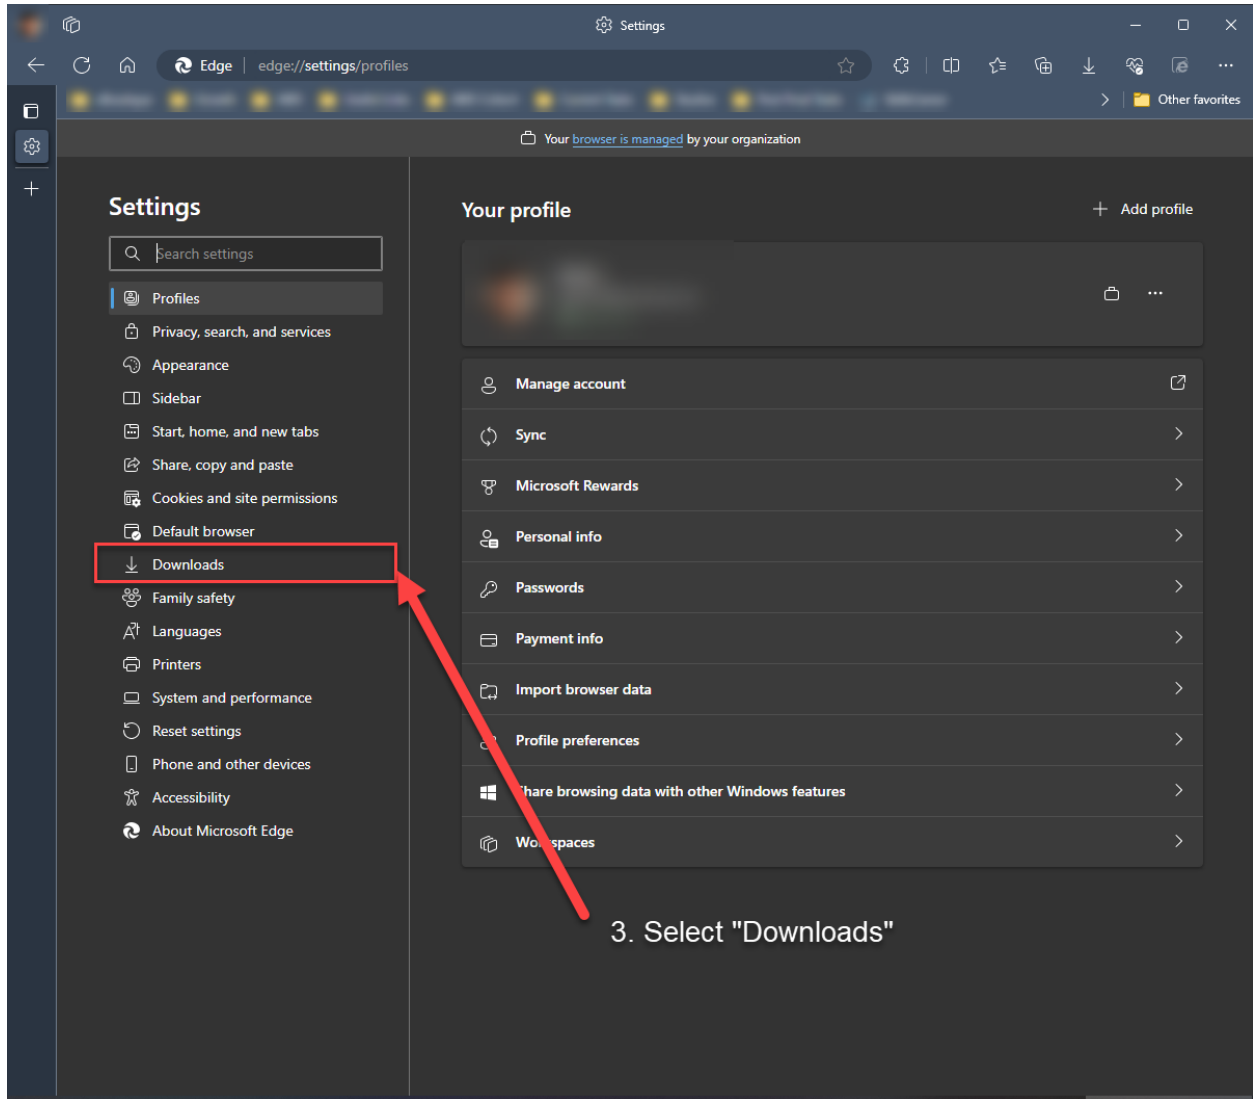 Settings
Edge edge://settings/profiles
Other favorites
Your browser is managed by your organization
Settings
Search settings
Profiles
Privacy, search, and services
Appearance
Sidebar
Start, home, and new tabs
Share, copy and paste
Cookies and site permissions
Default browser
Downloads
Family safety
Languages
Printers
System and performance
Reset settings
Phone and other devices
Accessibility
About Microsoft Edge
Your profile
Add profile
Manage account
Sync
Microsoft Rewards
Personal info
Passwords
Payment info
Import browser data
Profile preferences
Share browsing data with other Windows features
Workspaces
3. Select "Downloads"